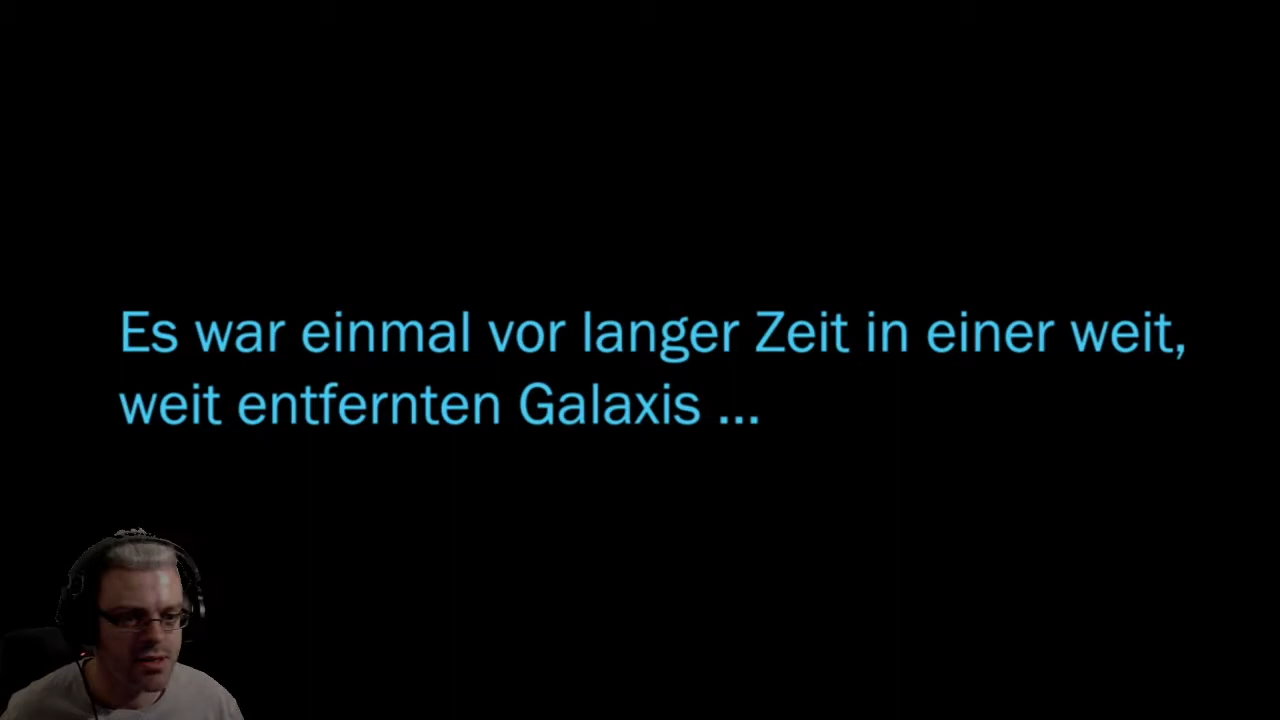 Es war einmal vor langer Zeit in einer weit,
weit entfernten Galaxis ...